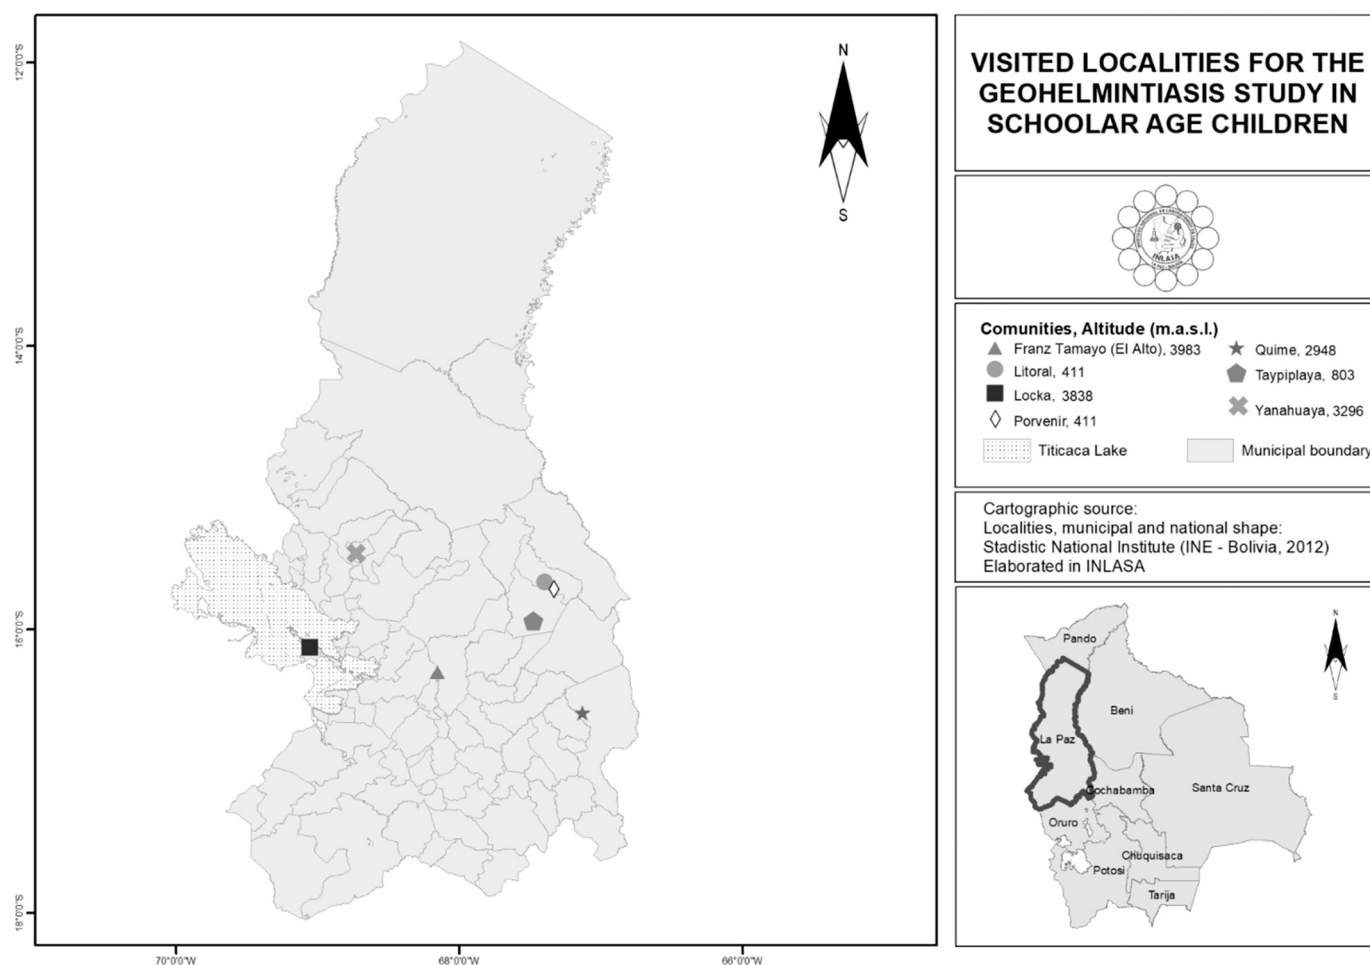 12°0'0"S
14°0'0"S
16°0'0"S
18°0'0"S
70°0'0"W
68°0'0"W
66°0'0"W
N
S
VISITED LOCALITIES FOR THE
GEOHELMINTIASIS STUDY IN
SCHOOLAR AGE CHILDREN
INLASA
Comunities, Altitude (m.a.s.l.)
Franz Tamayo (El Alto), 3983
Litoral, 411
Locka, 3838
Porvenir, 411
Quime, 2948
Taypiplaya, 803
Yanahuaya, 3296
Titicaca Lake
Municipal boundary
Cartographic source:
Localities, municipal and national shape:
Stadistic National Institute (INE - Bolivia, 2012)
Elaborated in INLASA
N
S
Pando
Beni
La Paz
Cochabamba
Santa Cruz
Oruro
Chuquisaca
Potosi
Tarija